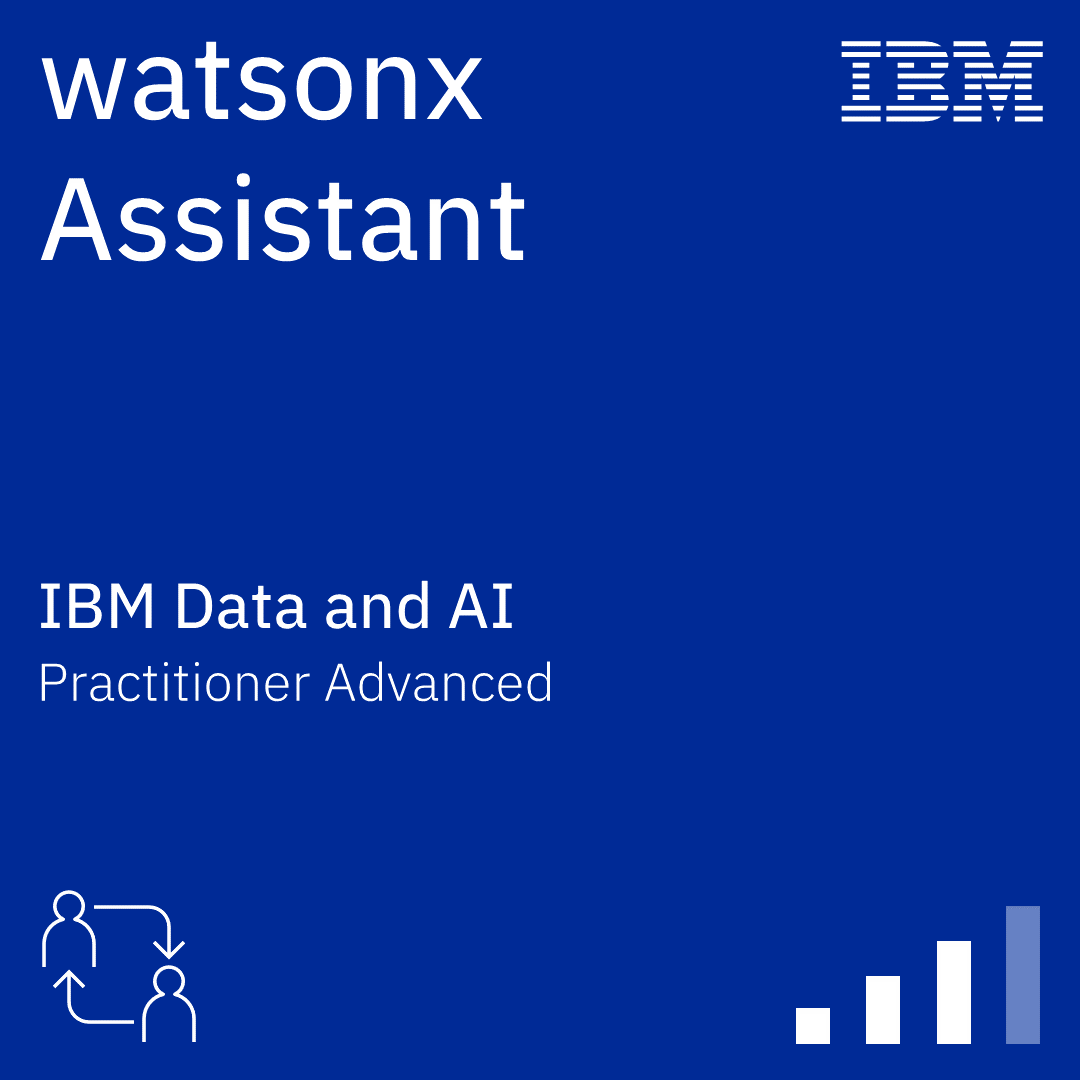 watsonx
IBM
Assistant
IBM Data and AI
Practitioner Advanced